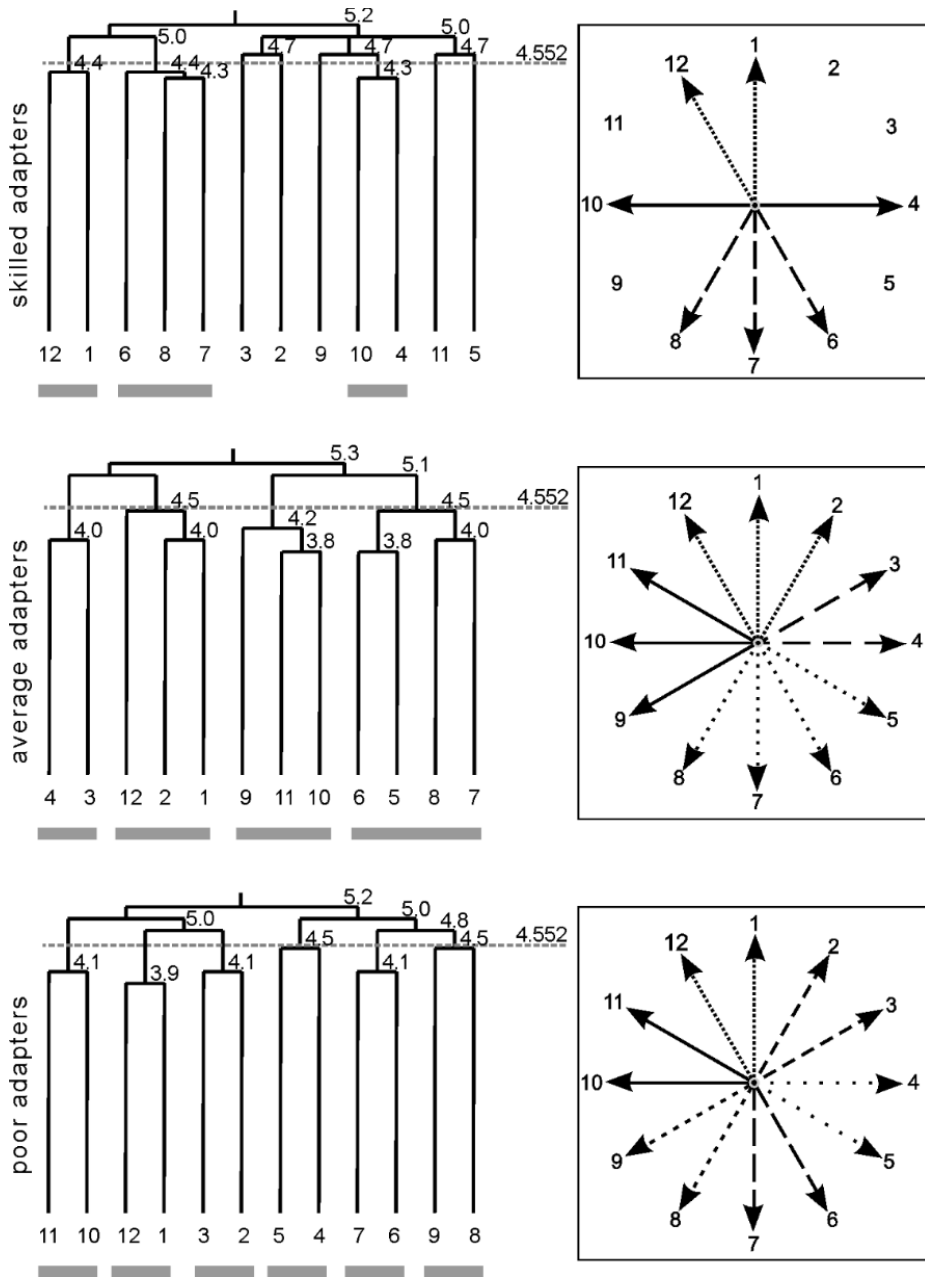 skilled adapters
5.2
5.0 5.0
4.7 4.7 4.7 4.552
4.4 4.4 4.3 4.3
12 1 6 8 7 3 2 9 10 4 11 5
1
12 2
11 3
10 4
9 5
8 6
7
average adapters
5.3 5.1
4.5 4.5 4.552
4.0 4.0 4.2 3.8 3.8 4.0
4 3 12 2 1 9 11 10 6 5 8 7
1
12 2
11 3
10 4
9 5
8 6
7
poor adapters
5.2
5.0 5.0 4.8
4.5 4.5 4.552
4.1 3.9 4.1 4.1
11 10 12 1 3 2 5 4 7 6 9 8
1
12 2
11 3
10 4
9 5
8 6
7